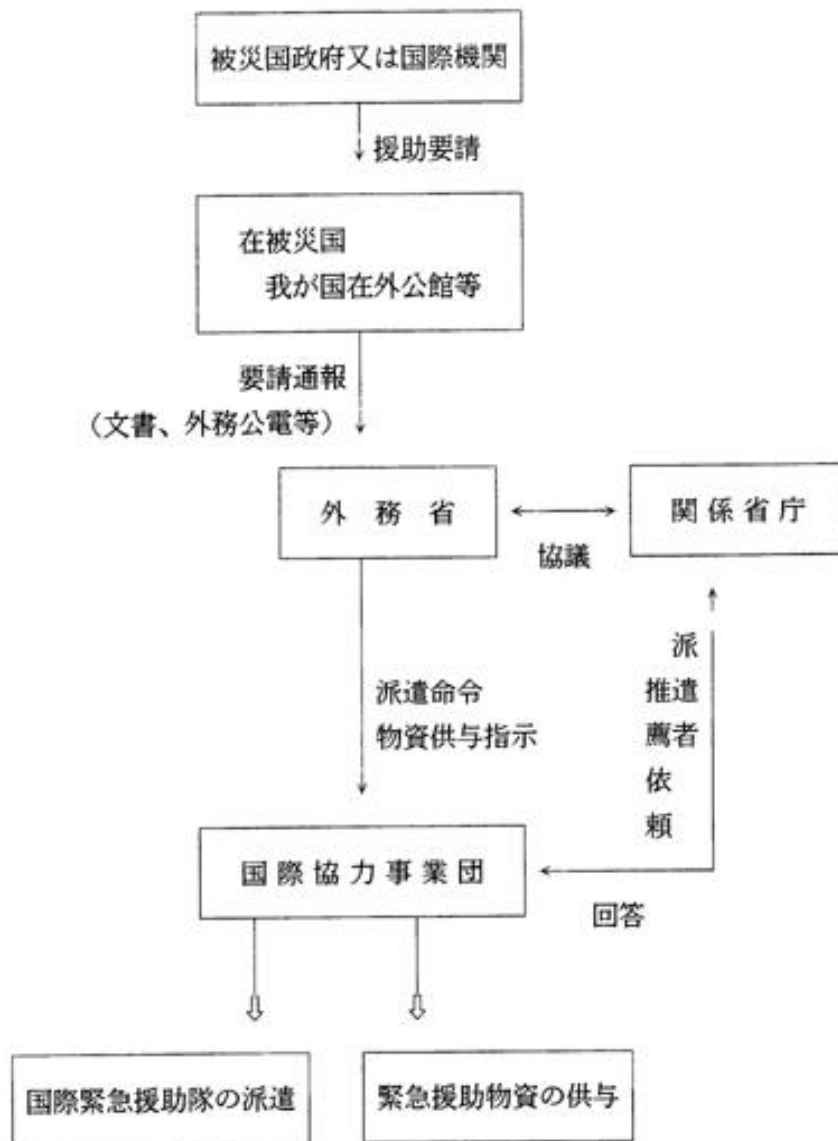 被災国政府又は国際機関
援助要請
在被災国
我が国在外公館等
要請通報
（文書、外務公電等）
外務省
関係省庁
協議
派遣命令
物資供与指示
派遣者
推薦依頼
国際協力事業団
回答
国際緊急援助隊の派遣
緊急援助物資の供与